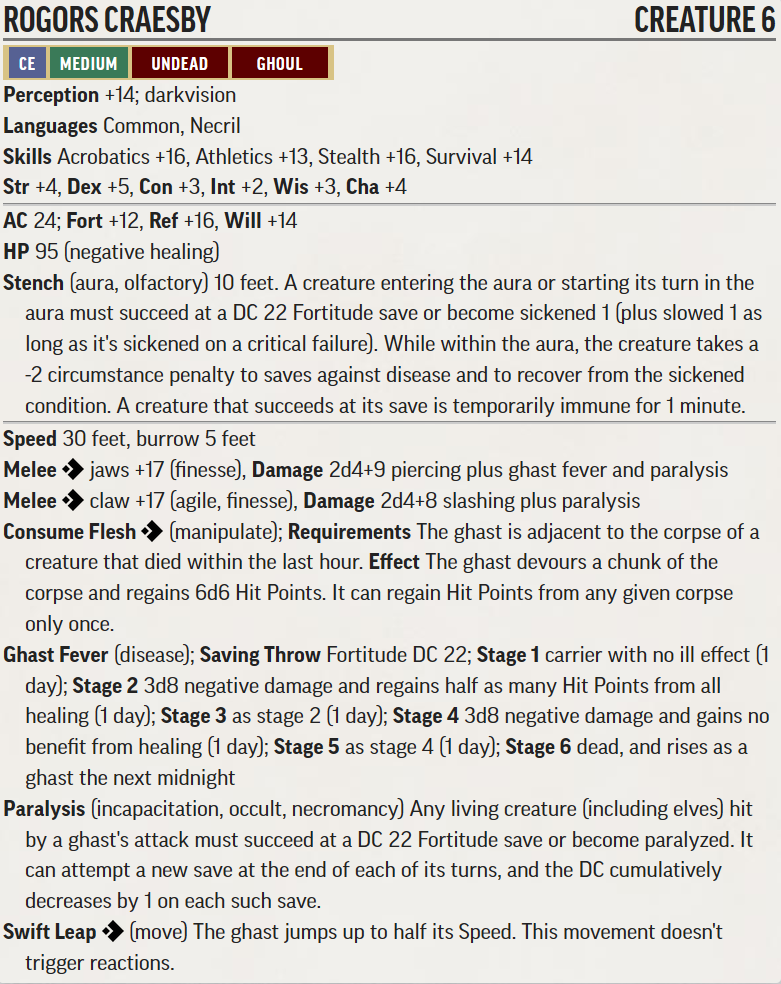 ROGORS CRAESBY CREATURE 6
CE MEDIUM UNDEAD GHOUL
Perception +14; darkvision
Languages Common, Necril
Skills Acrobatics +16, Athletics +13, Stealth +16, Survival +14
Str +4, Dex +5, Con +3, Int +2, Wis +3, Cha +4
AC 24; Fort +12, Ref +16, Will +14
HP 95 (negative healing)
Stench (aura, olfactory) 10 feet. A creature entering the aura or starting its turn in the
aura must succeed at a DC 22 Fortitude save or become sickened 1 (plus slowed 1 as
long as it's sickened on a critical failure). While within the aura, the creature takes a
-2 circumstance penalty to saves against disease and to recover from the sickened
condition. A creature that succeeds at its save is temporarily immune for 1 minute.
Speed 30 feet, burrow 5 feet
Melee jaws +17 (finesse), Damage 2d4+9 piercing plus ghast fever and paralysis
Melee claw +17 (agile, finesse), Damage 2d4+8 slashing plus paralysis
Consume Flesh (manipulate); Requirements The ghast is adjacent to the corpse of a
creature that died within the last hour. Effect The ghast devours a chunk of the
corpse and regains 6d6 Hit Points. It can regain Hit Points from any given corpse
only once.
Ghast Fever (disease); Saving Throw Fortitude DC 22; Stage 1 carrier with no ill effect (1
day); Stage 2 3d8 negative damage and regains half as many Hit Points from all
healing (1 day); Stage 3 as stage 2 (1 day); Stage 4 3d8 negative damage and gains no
benefit from healing (1 day); Stage 5 as stage 4 (1 day); Stage 6 dead, and rises as a
ghast the next midnight
Paralysis (incapacitation, occult, necromancy) Any living creature (including elves) hit
by a ghast's attack must succeed at a DC 22 Fortitude save or become paralyzed. It
can attempt a new save at the end of each of its turns, and the DC cumulatively
decreases by 1 on each such save.
Swift Leap (move) The ghast jumps up to half its Speed. This movement doesn't
trigger reactions.